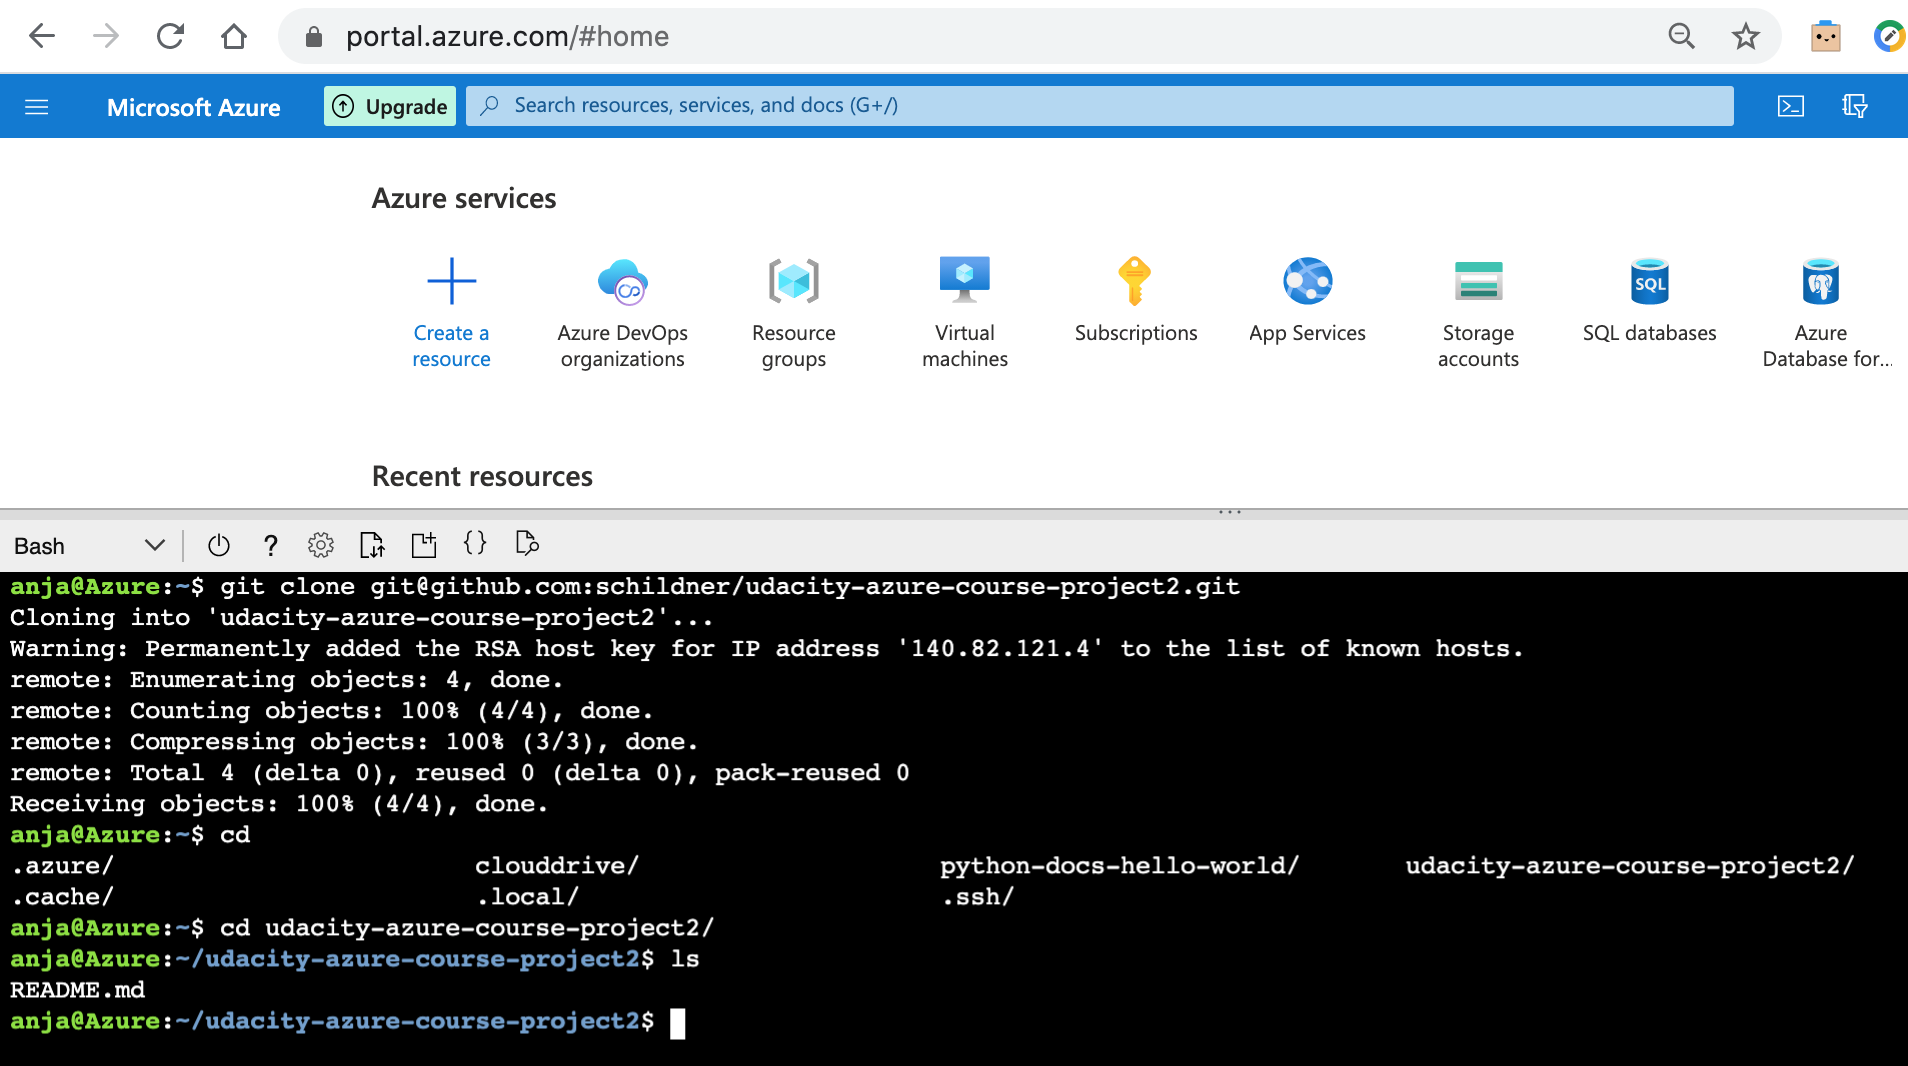 portal.azure.com/#home
Microsoft Azure
Upgrade
Search resources, services, and docs (G+/)
Azure services
Create a resource
Azure DevOps organizations
Resource groups
Virtual machines
Subscriptions
App Services
Storage accounts
SQL
SQL databases
Azure Database for...
Recent resources
Bash
anja@Azure:~$ git clone git@github.com:schildner/udacity-azure-course-project2.git
Cloning into 'udacity-azure-course-project2'...
Warning: Permanently added the RSA host key for IP address '140.82.121.4' to the list of known hosts.
remote: Enumerating objects: 4, done.
remote: Counting objects: 100% (4/4), done.
remote: Compressing objects: 100% (3/3), done.
remote: Total 4 (delta 0), reused 0 (delta 0), pack-reused 0
Receiving objects: 100% (4/4), done.
anja@Azure:~$ cd
.azure/ clouddrive/ python-docs-hello-world/ udacity-azure-course-project2/
.cache/ .local/ .ssh/
anja@Azure:~$ cd udacity-azure-course-project2/
anja@Azure:~/udacity-azure-course-project2$ ls
README.md
anja@Azure:~/udacity-azure-course-project2$